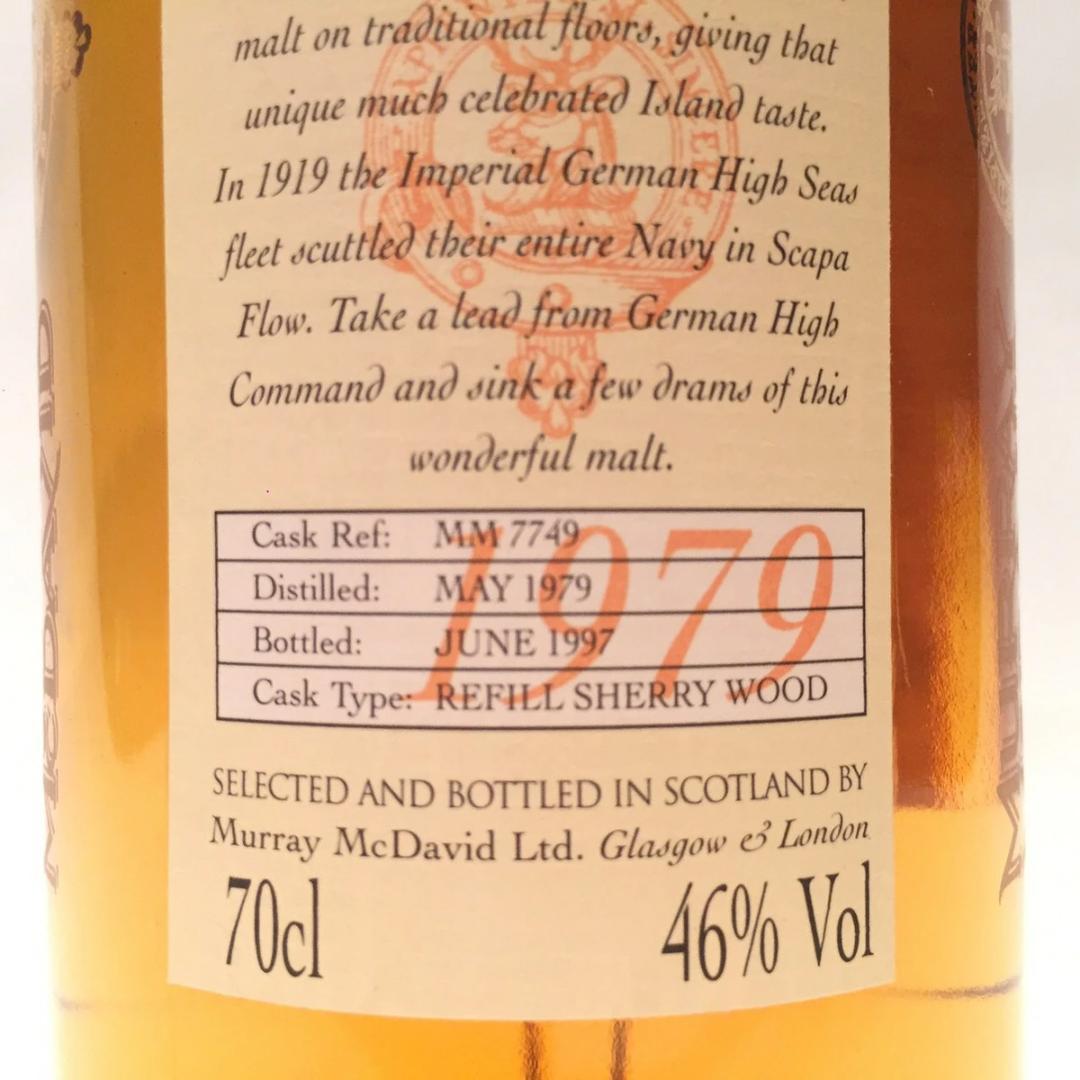 malt on traditional floors, giving that
unique much celebrated Island taste.
In 1919 the Imperial German High Seas
fleet scuttled their entire Navy in Scapa
Flow. Take a lead from German High
Command and sink a few drams of this
wonderful malt.
1979
Cask Ref: MM 7749
Distilled: MAY 1979
Bottled: JUNE 1997
Cask Type: REFILL SHERRY WOOD
SELECTED AND BOTTLED IN SCOTLAND BY
Murray McDavid Ltd. Glasgow & London
70cl 46% Vol